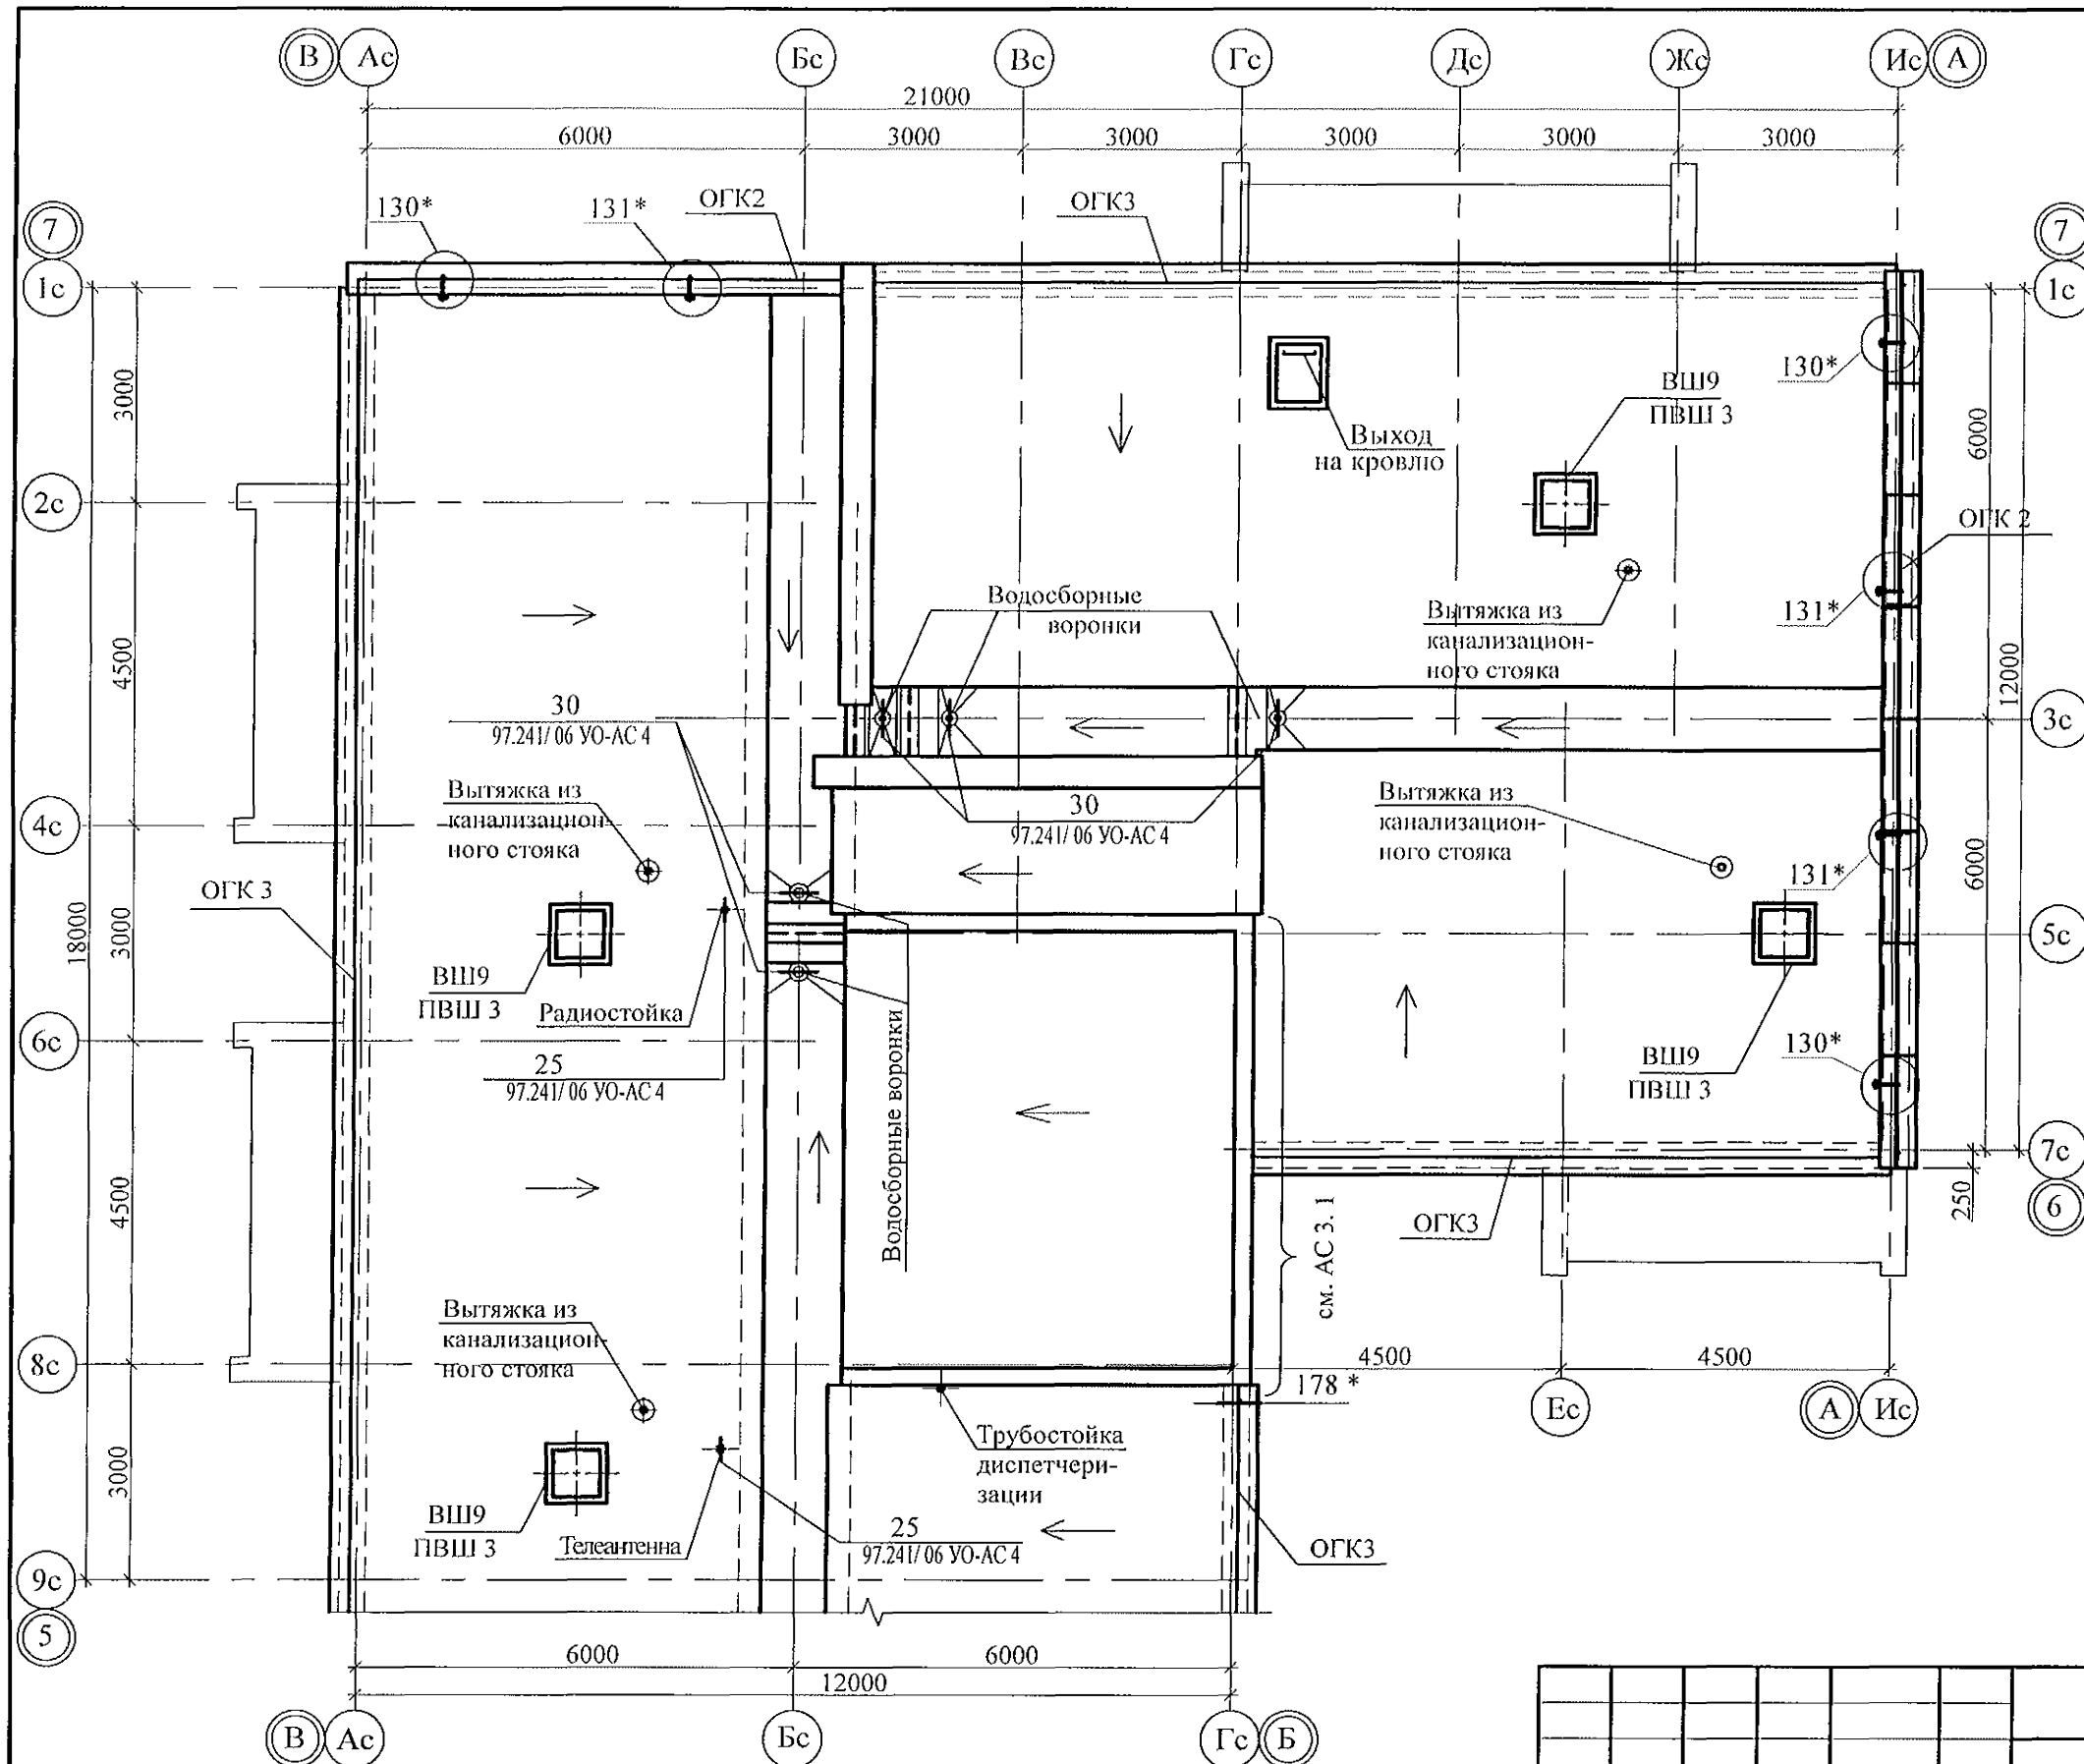 В Ас Бс Вс Гс Дс Жс Ис А
21000
6000 3000 3000 3000 3000 3000
130* 131* ОГК2 ОГК3
7 7
1с 1с
3000
130*
ВШ9
ПВШ 3
6000
Выход
на кровлю
2с
ОГК 2
Водосборные
воронки
Вытяжка из
канализацион-
ного стояка
131*
4500
12000
30
97.241/ 06 УО-АС 4
3с
Вытяжка из
канализацион-
ного стояка
30
97.241/ 06 УО-АС 4
Вытяжка из
канализацион-
ного стояка
4с
6000
131*
ОГК 3
18000
3000
5с
ВШ9
ПВШ 3
Радиостойка
Водосборные воронки
6с
25
97.241/ 06 УО-АС 4
ВШ9
ПВШ 3
130*
7с
6
250
4500
ОГК3
см. АС 3. 1
Вытяжка из
канализацион-
ного стояка
8с
4500 4500
178 *
Ес А Ис
Трубостойка
диспетчери-
зации
3000
ВШ9
ПВШ 3
Телеантенна
25
97.241/ 06 УО-АС 4
ОГК3
9с
5
6000 6000
12000
В Ас Бс Гс Б